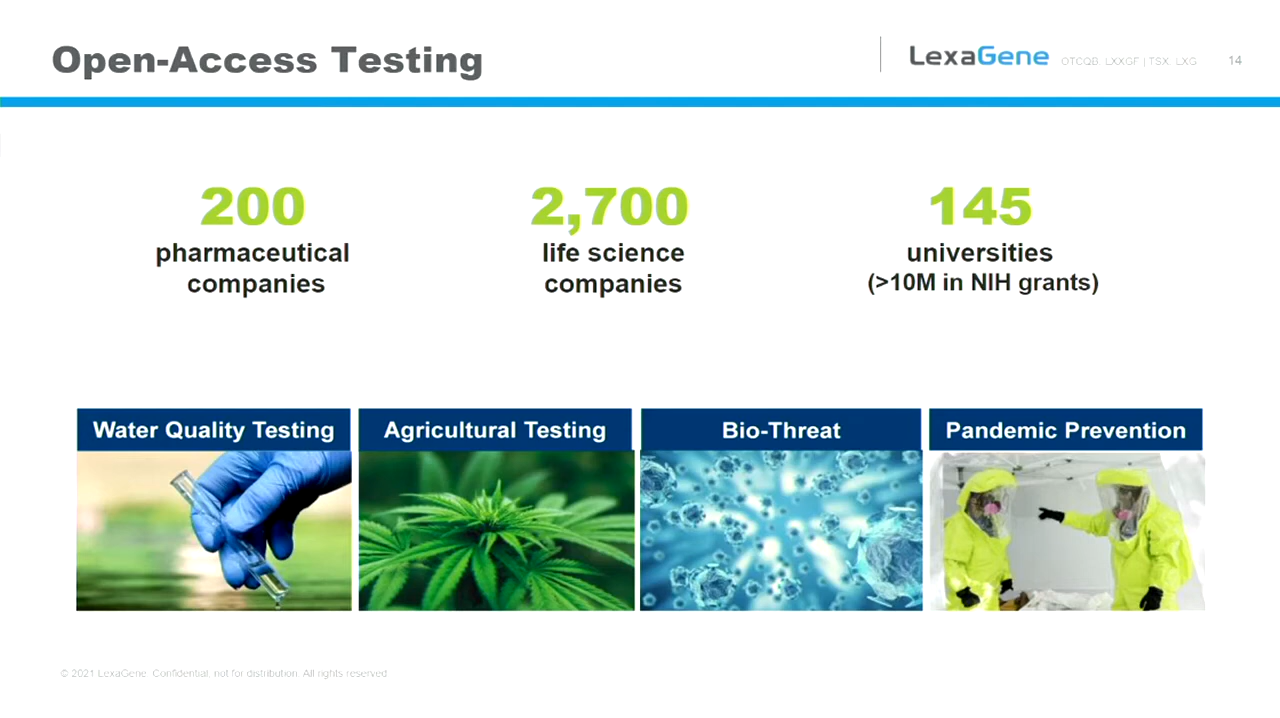 Open-Access Testing
LexaGene OTCQB: LXXGF | TSX: LXG 14
200
pharmaceutical
companies
2,700
life science
companies
145
universities
(>10M in NIH grants)
Water Quality Testing
Agricultural Testing
Bio-Threat
Pandemic Prevention
© 2021 LexaGene. Confidential: not for distribution. All rights reserved